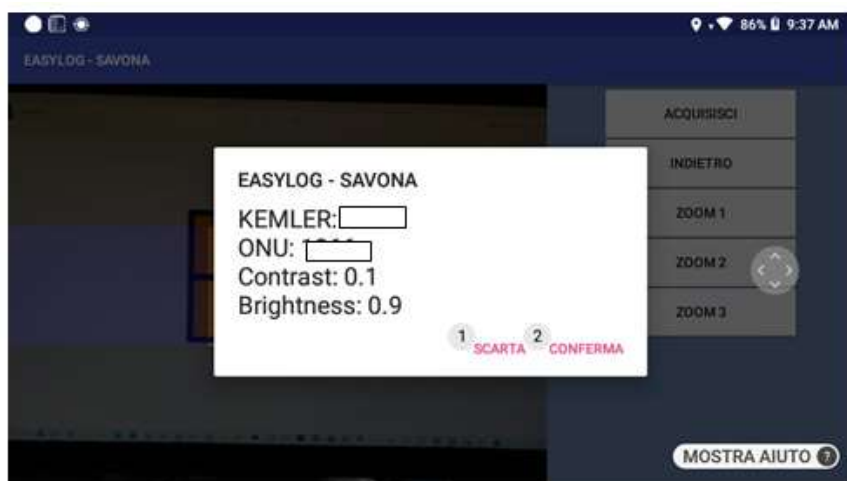 86% 9:37 AM
EASYLOG - SAVONA
ACQUISISCI
INDIETRO
ZOOM 1
ZOOM 2
ZOOM 3
EASYLOG - SAVONA
KEMLER:
ONU:
Contrast: 0.1
Brightness: 0.9
1 SCARTA 2 CONFERMA
MOSTRA AIUTO ?